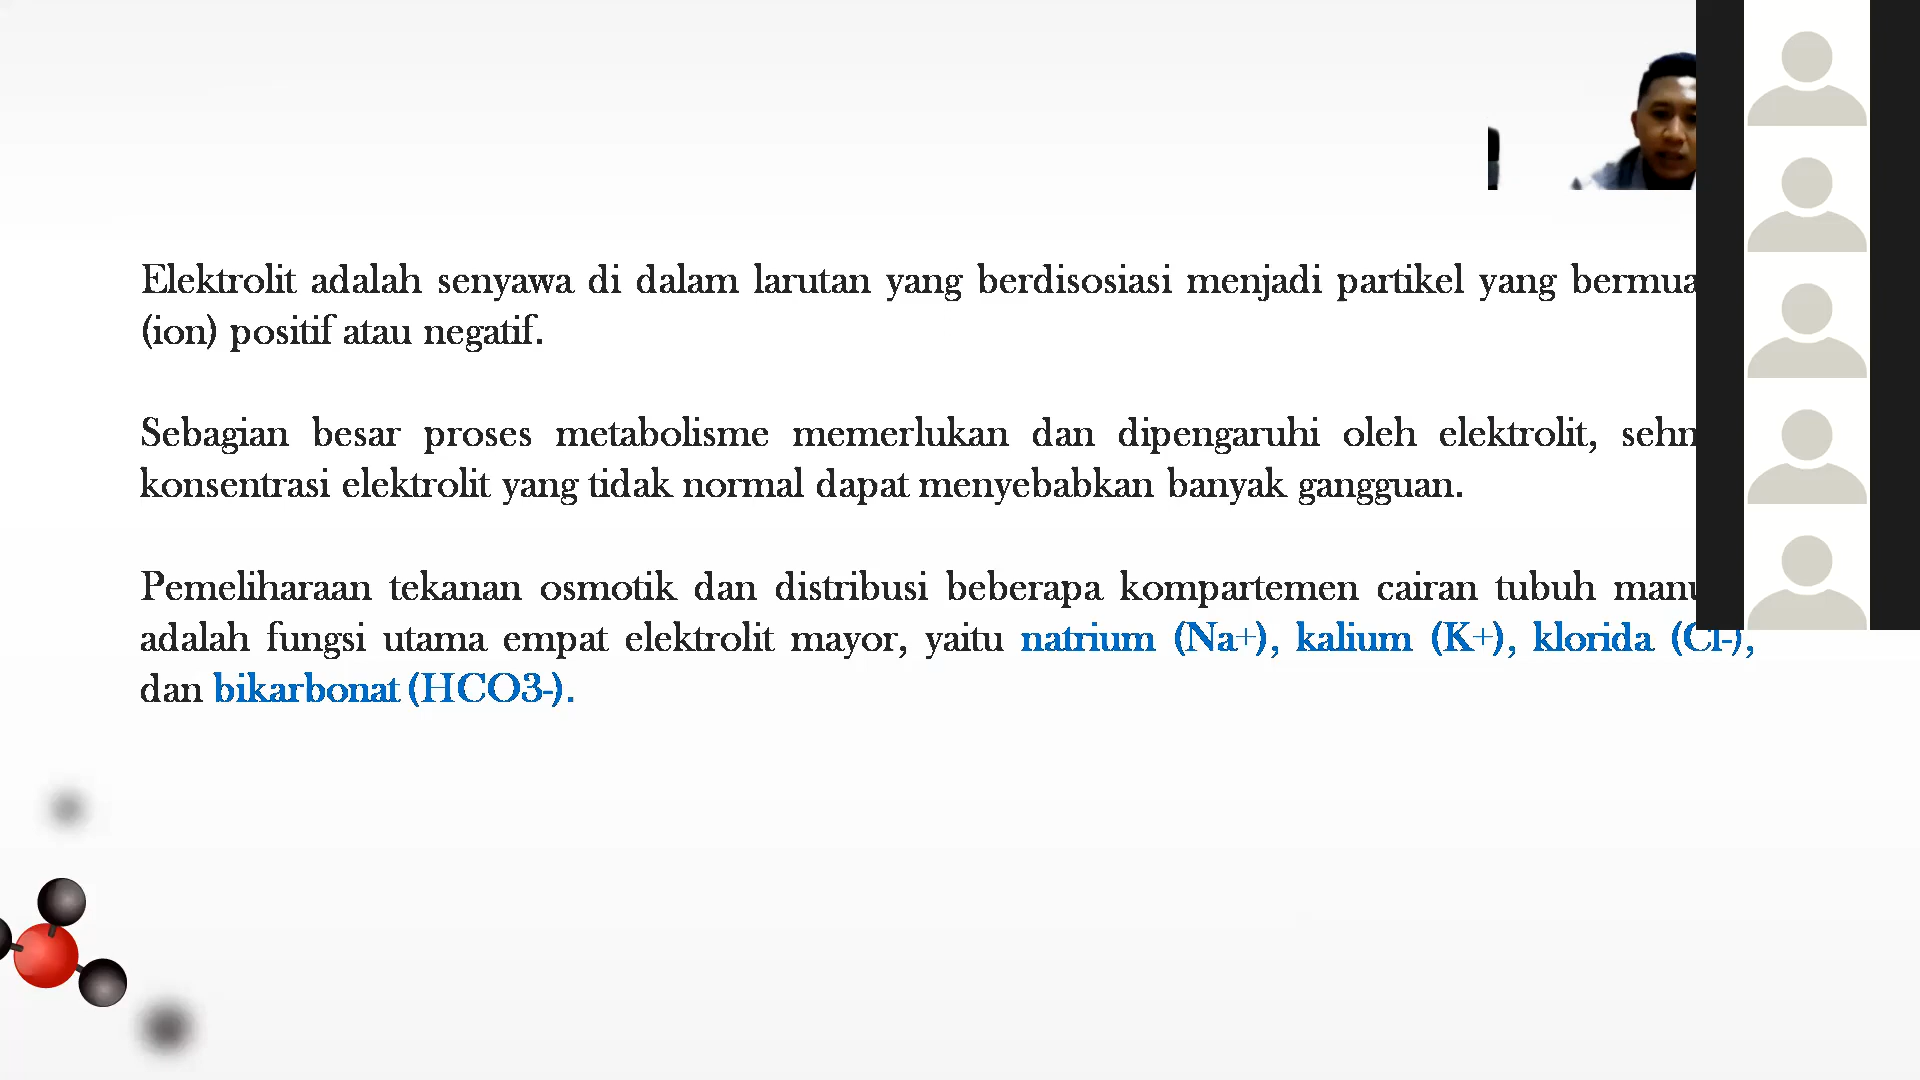 Elektrolit adalah senyawa di dalam larutan yang berdisosiasi menjadi partikel yang
(ion) positif atau negatif.
Sebagian besar proses metabolisme memerlukan dan dipengaruhi oleh elektrolit,
konsentrasi elektrolit yang tidak normal dapat menyebabkan banyak gangguan.
Pemeliharaan tekanan osmotik dan distribusi beberapa kompartemen cairan tubuh
adalah fungsi utama empat elektrolit mayor, yaitu natrium (Na+), kalium (K+), klorida (Cl-),
dan bikarbonat (HCO3-).